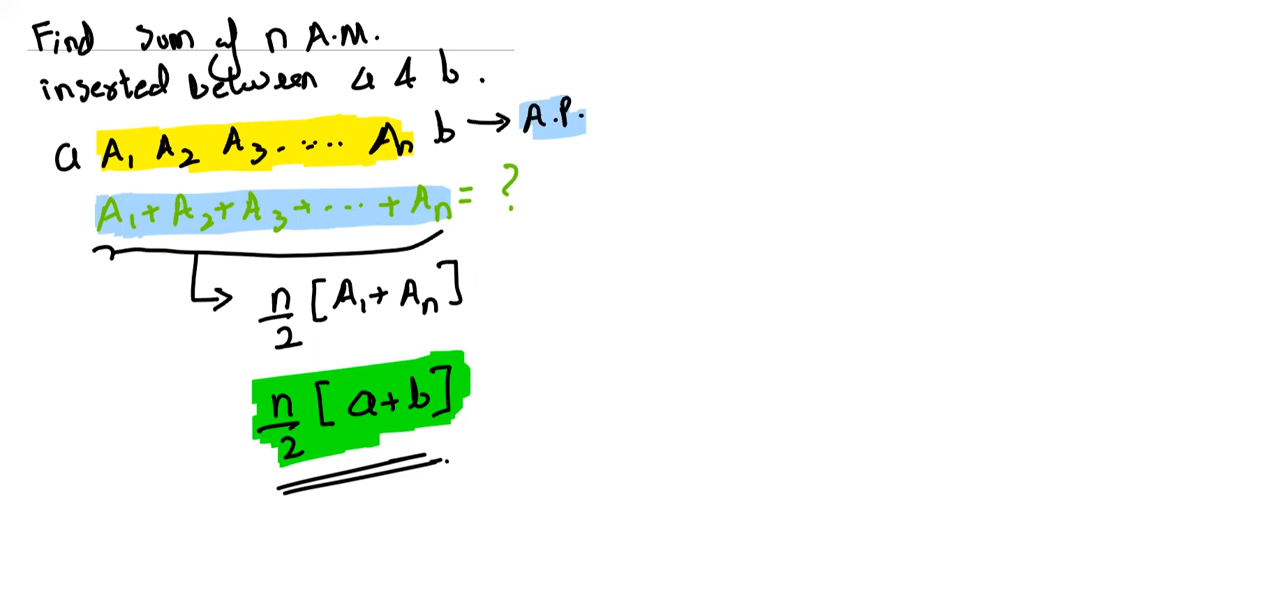 Find sum of n A.M.
inserted between a & b.
a A₁ A₂ A₃ . .... Aₙ b → A.P.
A₁ + A₂ + A₃ + ... + Aₙ = ?
n/2 [A₁ + Aₙ]
n/2 [a + b]